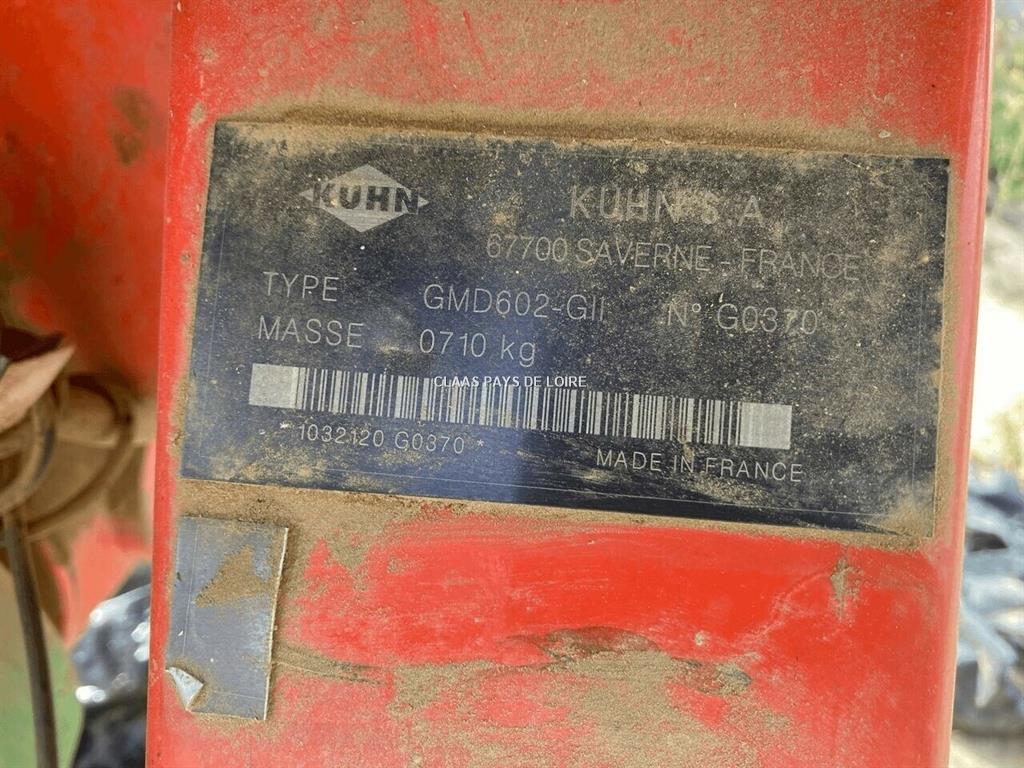 KUHN
KUHN S.A
67700 SAVERNE - FRANCE
TYPE GMD602-GII N° G0370
MASSE 0710 kg
CLAAS PAYS DE LOIRE
*1032120 G0370 *
MADE IN FRANCE